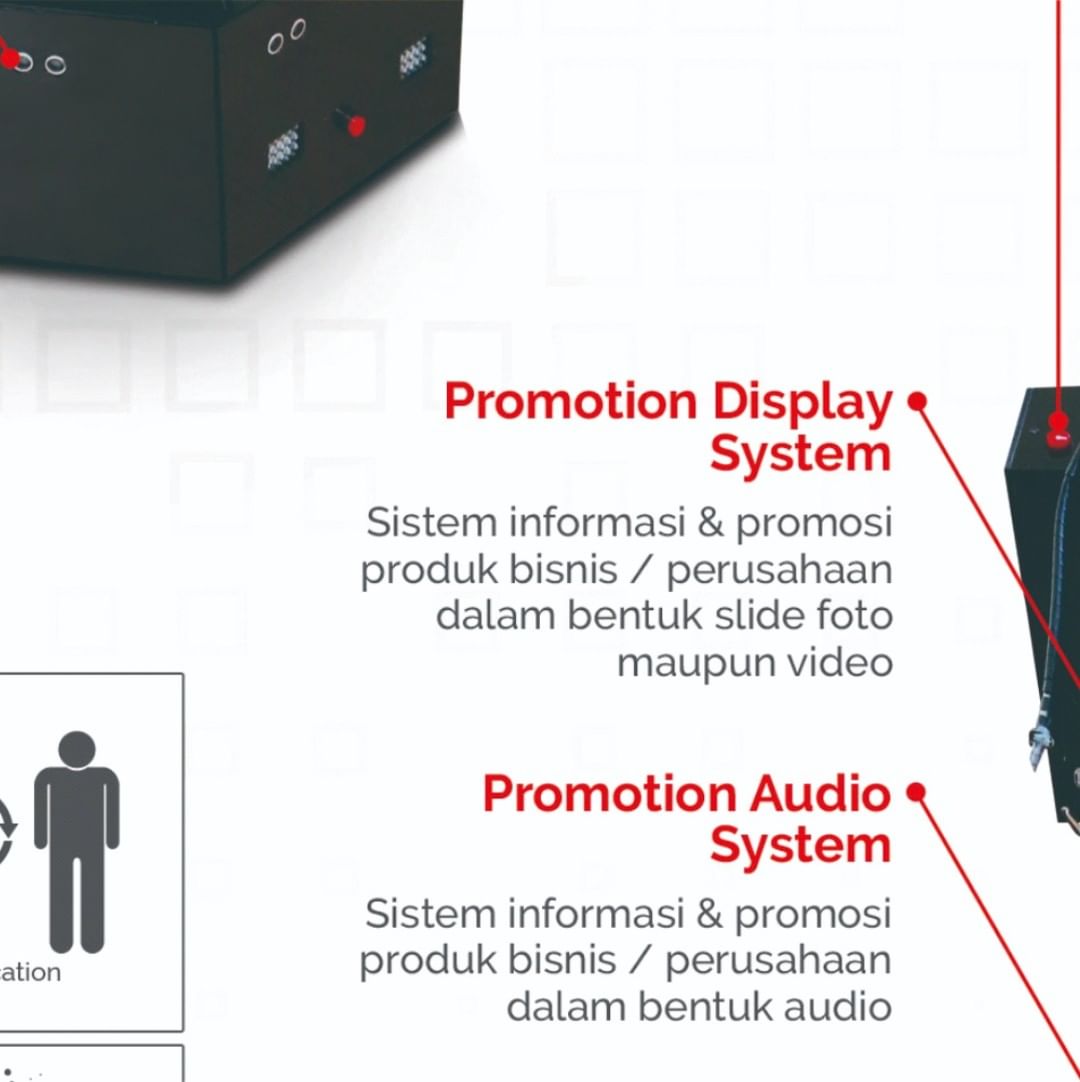 Promotion Display
System
Sistem informasi & promosi
produk bisnis / perusahaan
dalam bentuk slide foto
maupun video
Promotion Audio
System
Sistem informasi & promosi
produk bisnis / perusahaan
dalam bentuk audio